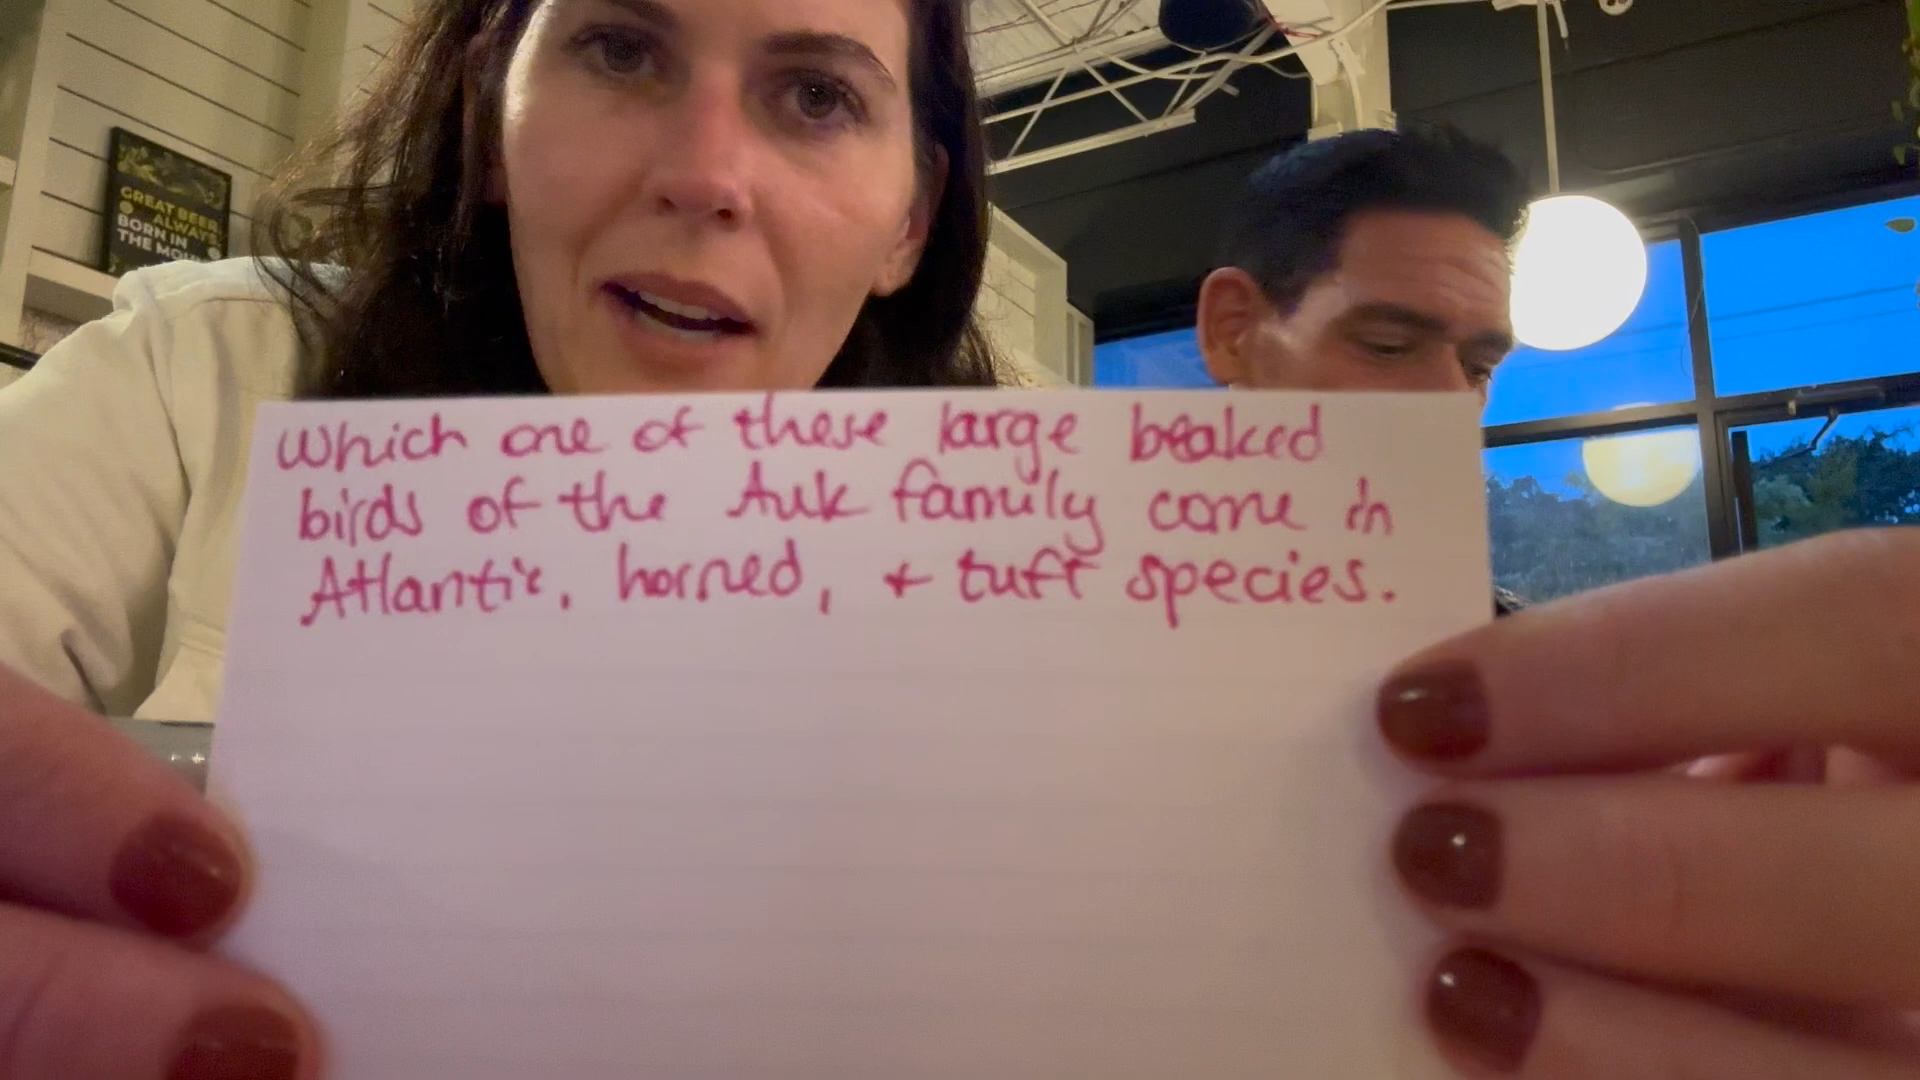 GREAT BEER
ALWAYS
BORN IN
THE MOU
Which one of these large beaked
birds of the Auk family come in
Atlantic, horned, + tuft species.